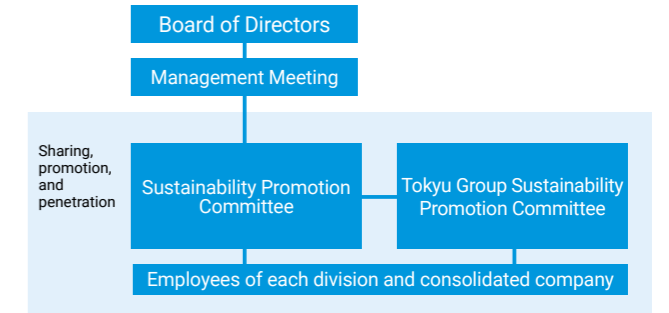 Board of Directors
Management Meeting
Sharing,
promotion,
and
penetration
Sustainability Promotion
Committee
Tokyu Group Sustainability
Promotion Committee
Employees of each division and consolidated company